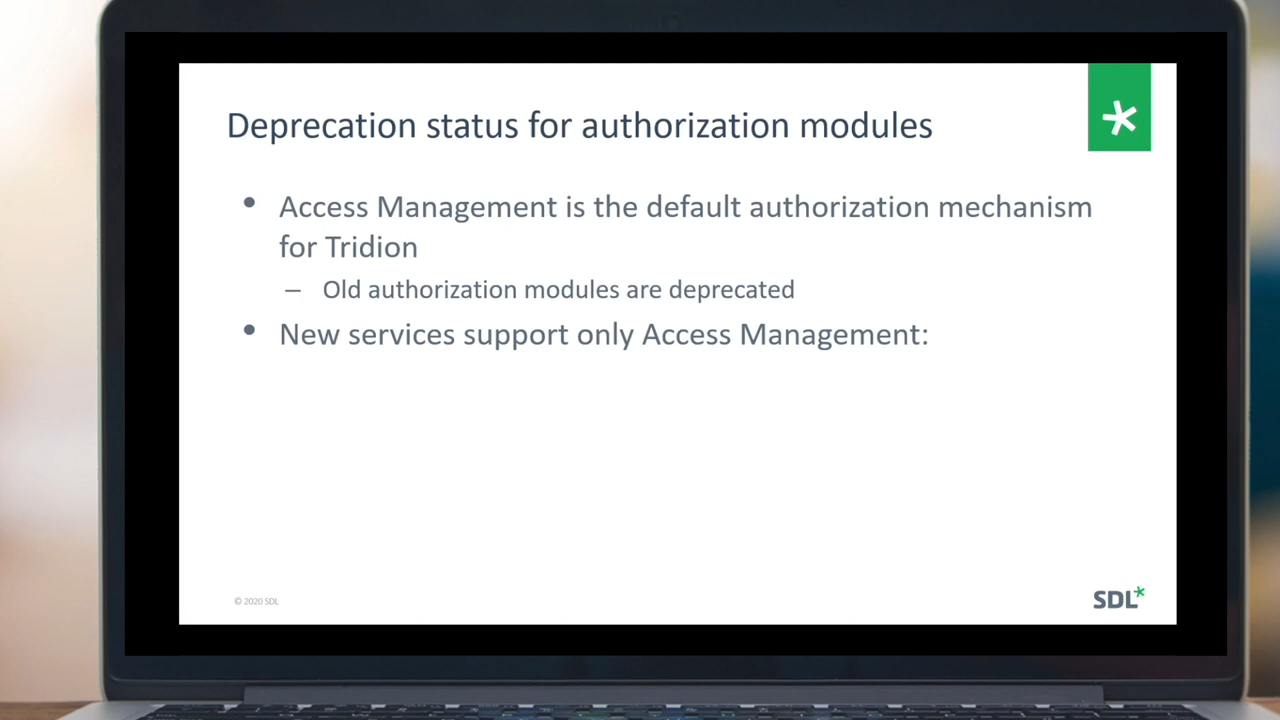 Deprecation status for authorization modules
• Access Management is the default authorization mechanism
for Tridion
– Old authorization modules are deprecated
• New services support only Access Management:
© 2020 SDL
SDL*